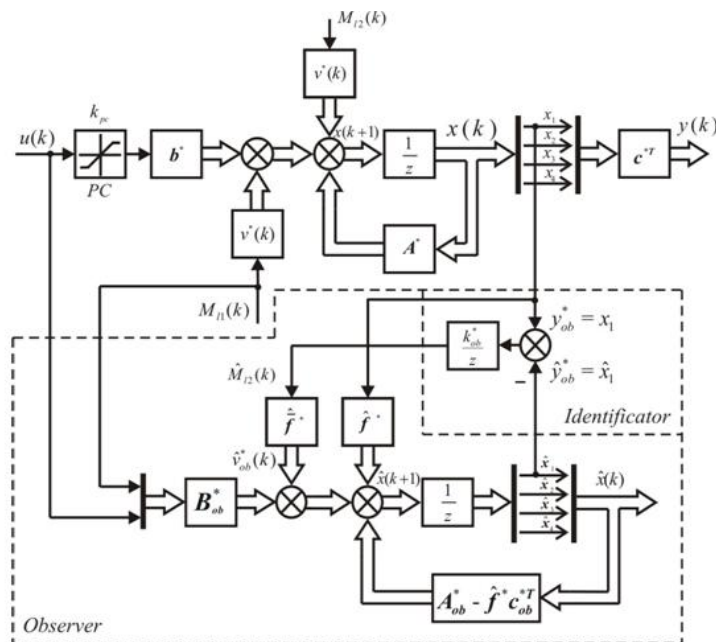 M_{l2}(k)
v*(k)
k_{pc}
u(k)
PC
b*
x(k+1)
1/z
x(k)
x_1
x_2
x_3
x_4
c*^T
y(k)
v*(k)
A*
M_{l1}(k)
k*_{ob}/z
y*_{ob} = x_1
ŷ*_{ob} = x̂_1
−
Identificator
M̂_{l2}(k)
f̂*
f̂*
v̂*_{ob}(k)
B*_{ob}
x̂(k+1)
1/z
x̂_1
x̂_2
x̂_3
x̂_4
x̂(k)
A*_{ob} - f̂*c*^T_{ob}
Observer